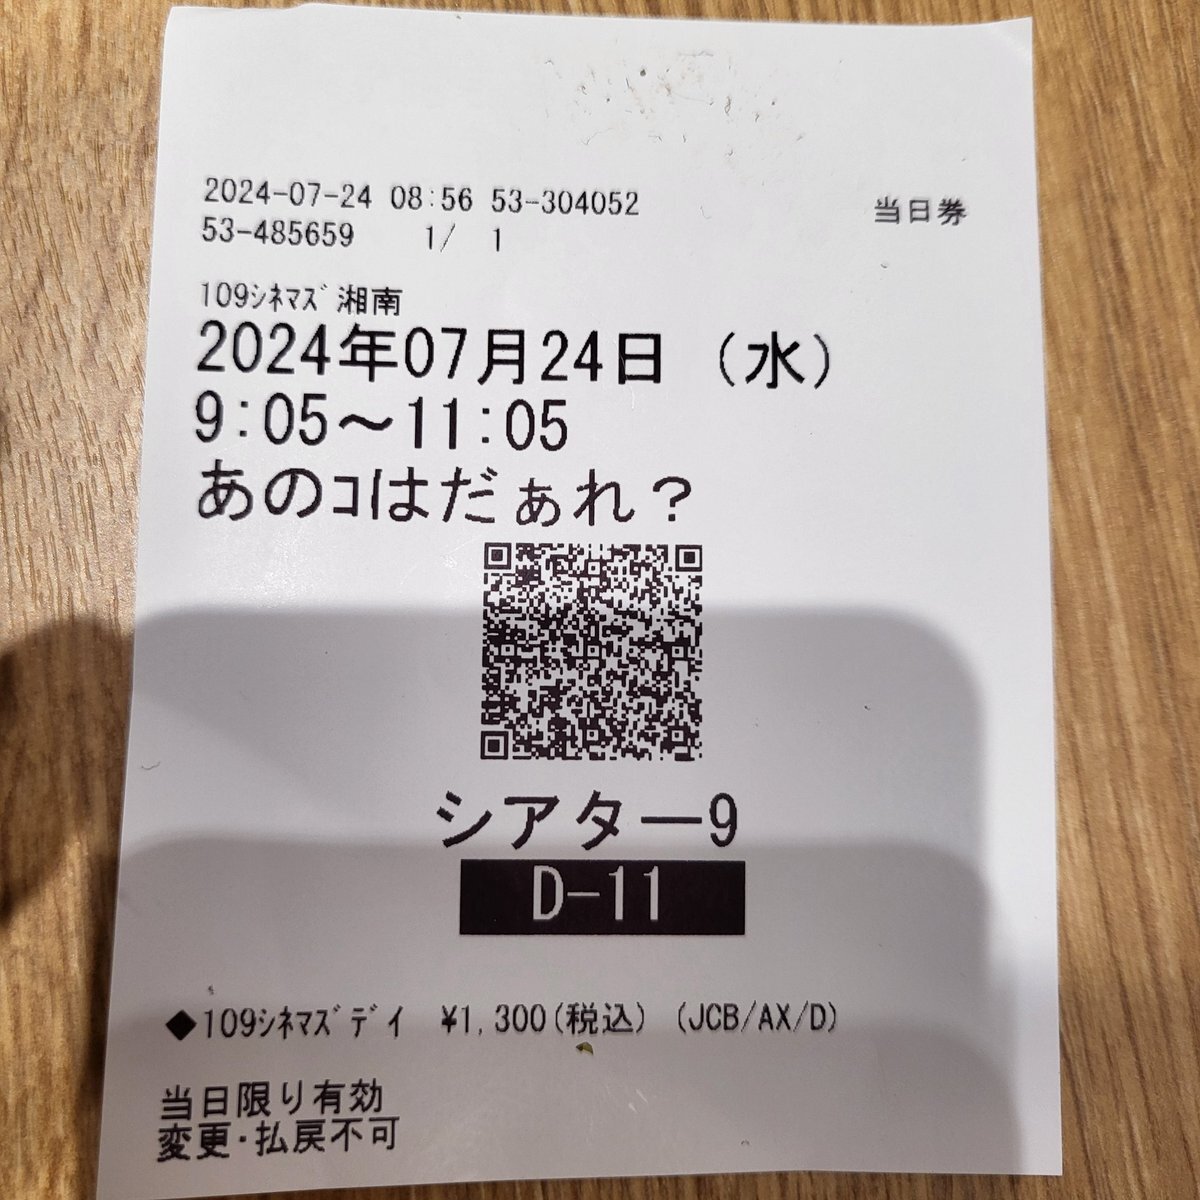 2024-07-24 08:56 53-304052 当日券
53-485659 1/ 1
109ｼﾈﾏｽﾞ湘南
2024年07月24日（水）
9:05～11:05
あのｺはだぁれ？
シアター9
D-11
◆109ｼﾈﾏｽﾞﾃﾞｲ ¥1,300(税込) (JCB/AX/D)
当日限り有効
変更･払戻不可